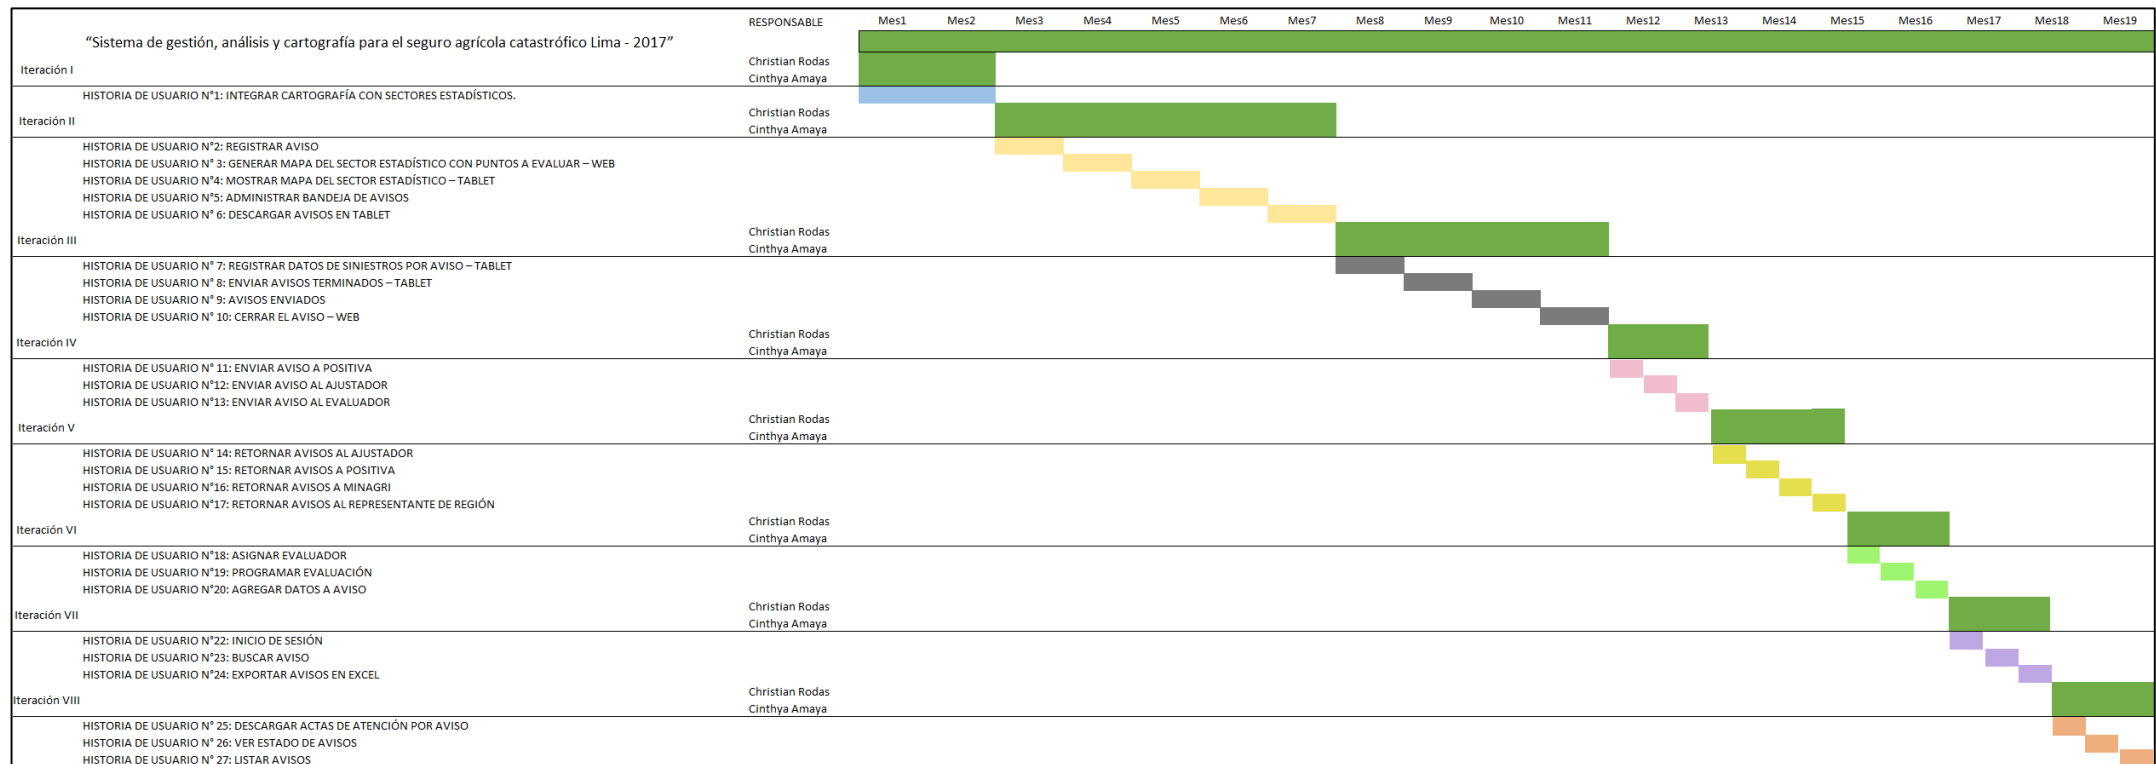 RESPONSABLE Mes1 Mes2 Mes3 Mes4 Mes5 Mes6 Mes7 Mes8 Mes9 Mes10 Mes11 Mes12 Mes13 Mes14 Mes15 Mes16 Mes17 Mes18 Mes19
“Sistema de gestión, análisis y cartografía para el seguro agrícola catastrófico Lima - 2017”
Iteración I
Christian Rodas
Cinthya Amaya
HISTORIA DE USUARIO N°1: INTEGRAR CARTOGRAFÍA CON SECTORES ESTADÍSTICOS.
Iteración II
Christian Rodas
Cinthya Amaya
HISTORIA DE USUARIO N°2: REGISTRAR AVISO
HISTORIA DE USUARIO N° 3: GENERAR MAPA DEL SECTOR ESTADÍSTICO CON PUNTOS A EVALUAR – WEB
HISTORIA DE USUARIO N°4: MOSTRAR MAPA DEL SECTOR ESTADÍSTICO – TABLET
HISTORIA DE USUARIO N°5: ADMINISTRAR BANDEJA DE AVISOS
HISTORIA DE USUARIO N° 6: DESCARGAR AVISOS EN TABLET
Iteración III
Christian Rodas
Cinthya Amaya
HISTORIA DE USUARIO N° 7: REGISTRAR DATOS DE SINIESTROS POR AVISO – TABLET
HISTORIA DE USUARIO N° 8: ENVIAR AVISOS TERMINADOS – TABLET
HISTORIA DE USUARIO N° 9: AVISOS ENVIADOS
HISTORIA DE USUARIO N° 10: CERRAR EL AVISO – WEB
Iteración IV
Christian Rodas
Cinthya Amaya
HISTORIA DE USUARIO N° 11: ENVIAR AVISO A POSITIVA
HISTORIA DE USUARIO N°12: ENVIAR AVISO AL AJUSTADOR
HISTORIA DE USUARIO N°13: ENVIAR AVISO AL EVALUADOR
Iteración V
Christian Rodas
Cinthya Amaya
HISTORIA DE USUARIO N° 14: RETORNAR AVISOS AL AJUSTADOR
HISTORIA DE USUARIO N° 15: RETORNAR AVISOS A POSITIVA
HISTORIA DE USUARIO N°16: RETORNAR AVISOS A MINAGRI
HISTORIA DE USUARIO N°17: RETORNAR AVISOS AL REPRESENTANTE DE REGIÓN
Iteración VI
Christian Rodas
Cinthya Amaya
HISTORIA DE USUARIO N°18: ASIGNAR EVALUADOR
HISTORIA DE USUARIO N°19: PROGRAMAR EVALUACIÓN
HISTORIA DE USUARIO N°20: AGREGAR DATOS A AVISO
Iteración VII
Christian Rodas
Cinthya Amaya
HISTORIA DE USUARIO N°22: INICIO DE SESIÓN
HISTORIA DE USUARIO N°23: BUSCAR AVISO
HISTORIA DE USUARIO N°24: EXPORTAR AVISOS EN EXCEL
Iteración VIII
Christian Rodas
Cinthya Amaya
HISTORIA DE USUARIO N° 25: DESCARGAR ACTAS DE ATENCIÓN POR AVISO
HISTORIA DE USUARIO N° 26: VER ESTADO DE AVISOS
HISTORIA DE USUARIO N° 27: LISTAR AVISOS